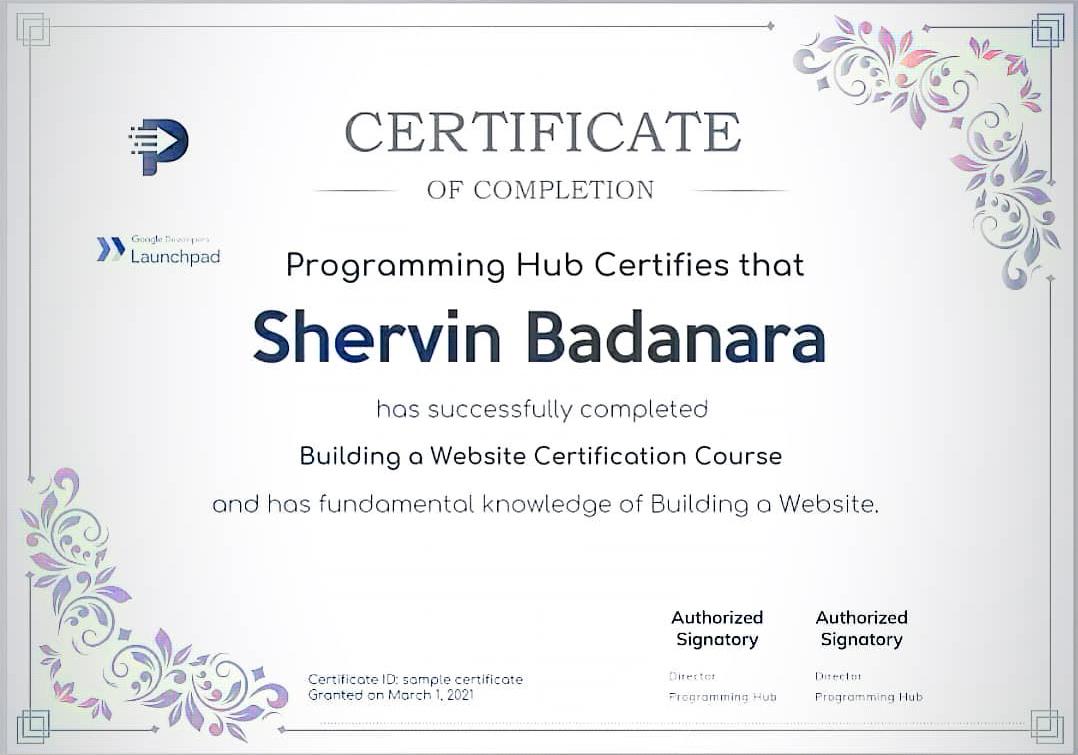 CERTIFICATE
OF COMPLETION
Google Developers
Launchpad
Programming Hub Certifies that
Shervin Badanara
has successfully completed
Building a Website Certification Course
and has fundamental knowledge of Building a Website.
Authorized Signatory
Director
Programming Hub
Authorized Signatory
Director
Programming Hub
Certificate ID: sample certificate
Granted on March 1, 2021